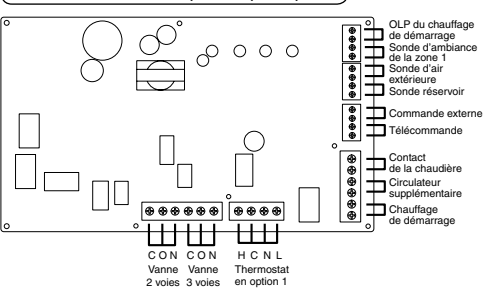 OLP du chauffage
de démarrage
Sonde d'ambiance
de la zone 1
Sonde d'air
extérieure
Sonde réservoir
Commande externe
Télécommande
Contact
de la chaudière
Circulateur
supplémentaire
Chauffage
de démarrage
C O N C O N H C N L
Vanne Vanne Thermostat
2 voies 3 voies en option 1